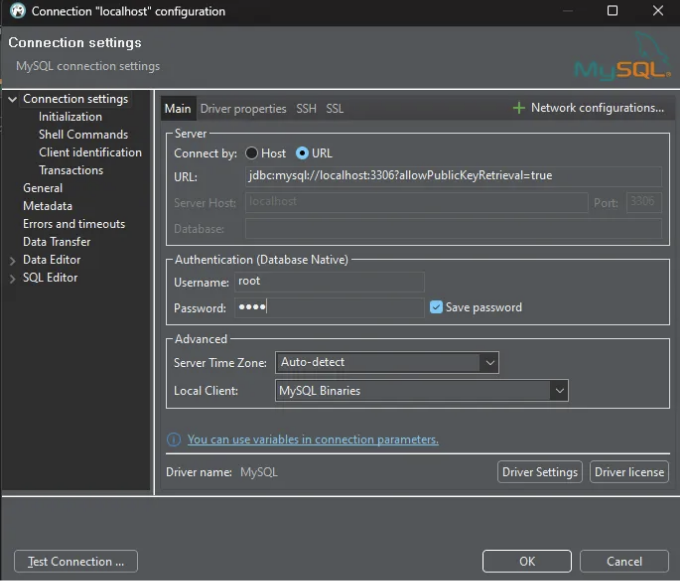 Connection "localhost" configuration
Connection settings
MySQL connection settings
MySQL
Connection settings
Initialization
Shell Commands
Client identification
Transactions
General
Metadata
Errors and timeouts
Data Transfer
Data Editor
SQL Editor
Main Driver properties SSH SSL Network configurations...
Server
Connect by: Host URL
URL: jdbc:mysql://localhost:3306?allowPublicKeyRetrieval=true
Server Host: localhost Port: 3306
Database:
Authentication (Database Native)
Username: root
Password: •••• Save password
Advanced
Server Time Zone: Auto-detect
Local Client: MySQL Binaries
You can use variables in connection parameters.
Driver name: MySQL Driver Settings Driver license
Test Connection ... OK Cancel